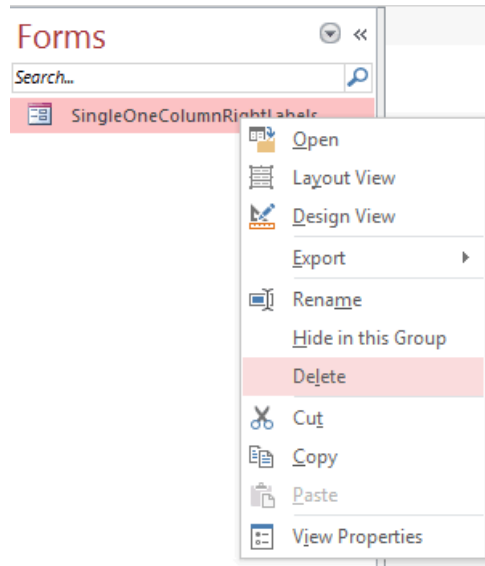 Forms
Search...
SingleOneColumnRightLabels
Open
Layout View
Design View
Export
Rename
Hide in this Group
Delete
Cut
Copy
Paste
View Properties